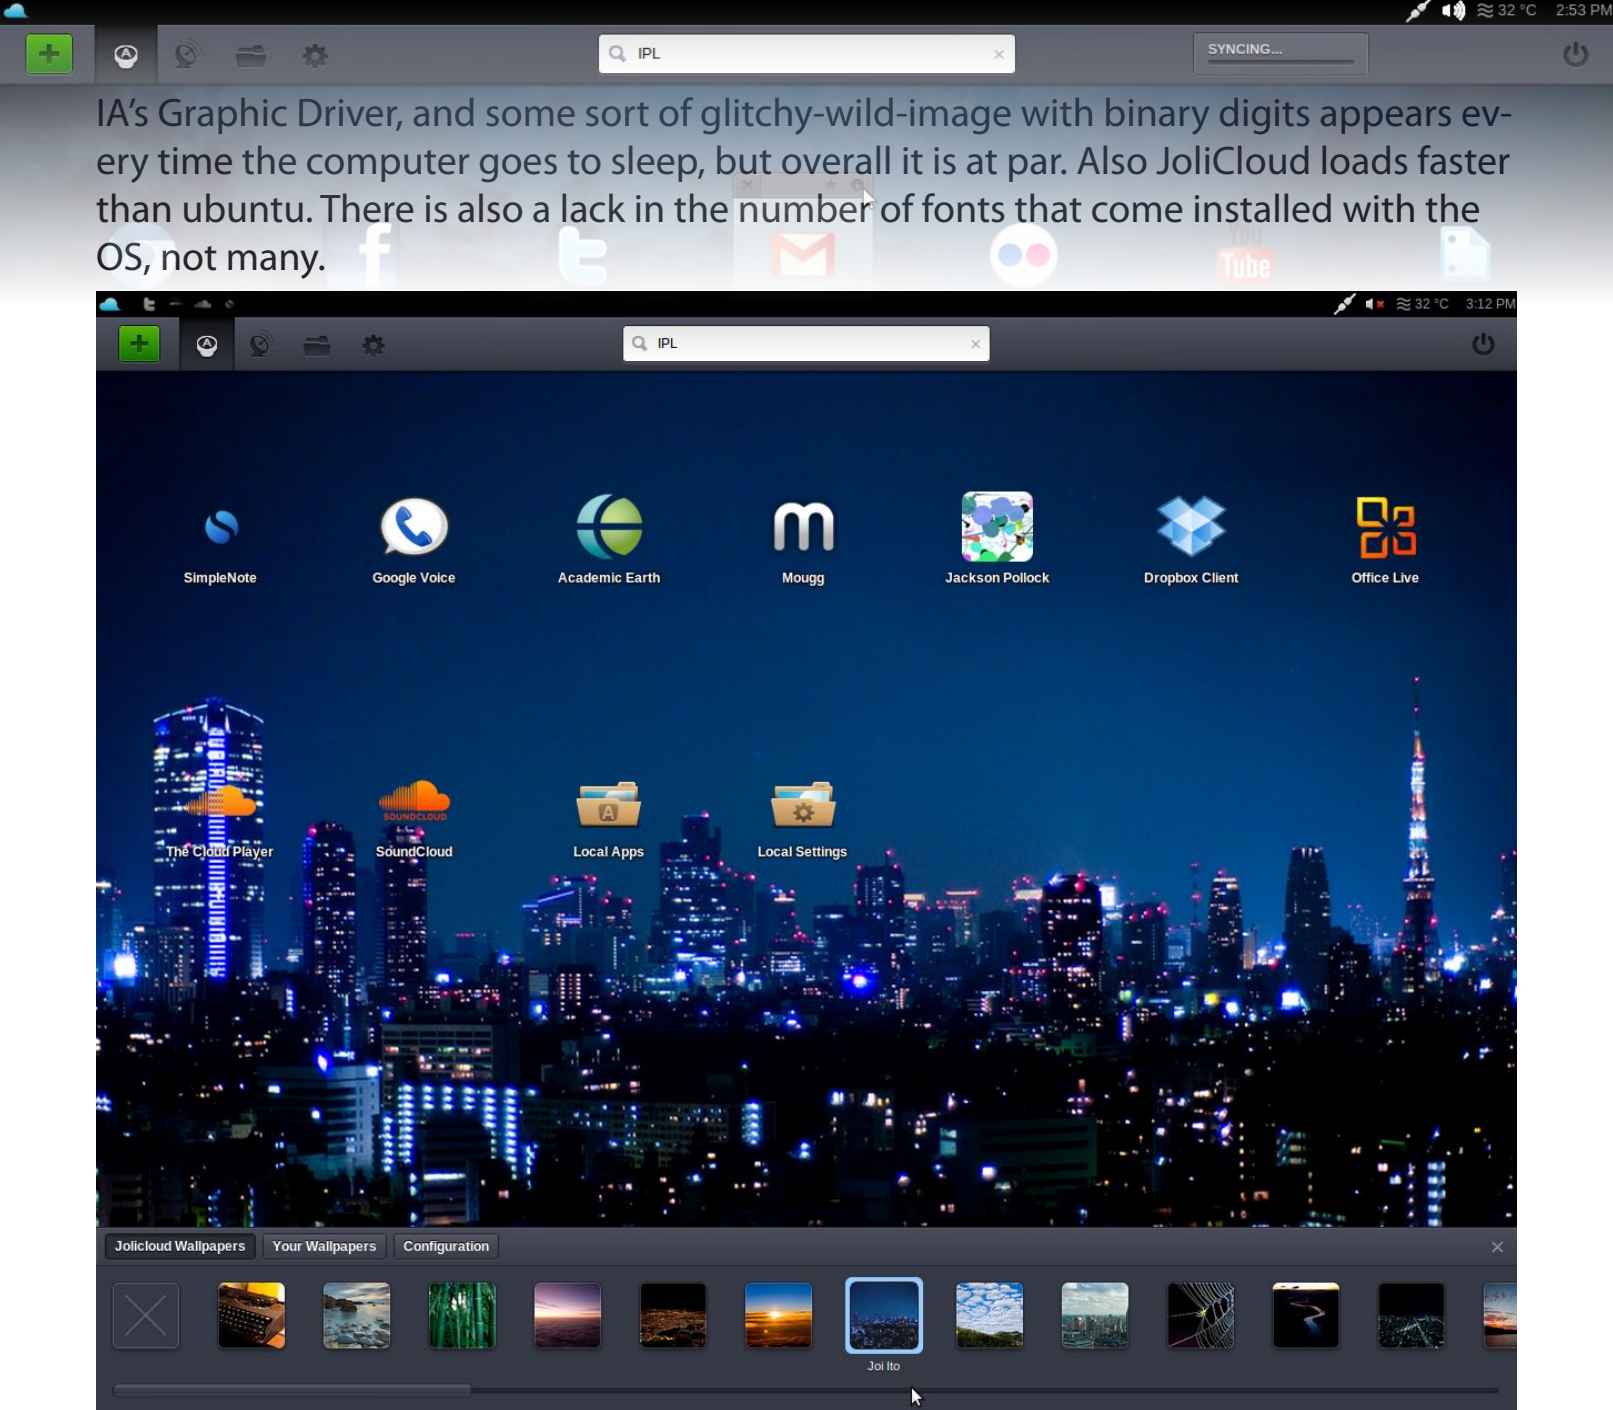 32 °C 2:53 PM
IPL
SYNCING...
IA's Graphic Driver, and some sort of glitchy-wild-image with binary digits appears ev-
ery time the computer goes to sleep, but overall it is at par. Also JoliCloud loads faster
than ubuntu. There is also a lack in the number of fonts that come installed with the
OS, not many.
You
Tube
32 °C 3:12 PM
IPL
SimpleNote
Google Voice
Academic Earth
Mougg
Jackson Pollock
Dropbox Client
Office Live
SOUNDCLOUD
The Cloud Player
SoundCloud
Local Apps
Local Settings
Jolicloud Wallpapers
Your Wallpapers
Configuration
Joi Ito